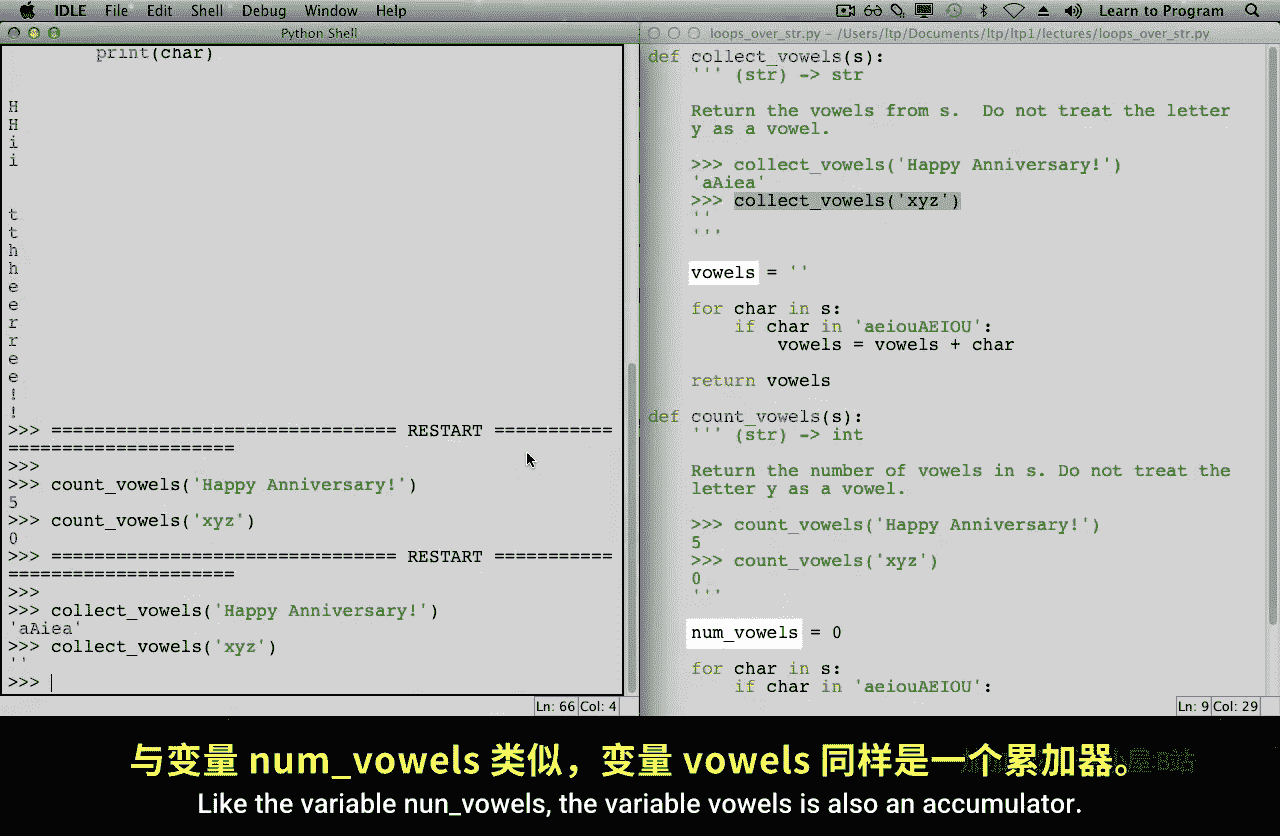 IDLE File Edit Shell Debug Window Help Learn to Program
Python Shell
print(char)
H
H
i
i
t
t
h
h
e
e
r
r
e
e
!
!
>>> ================================ RESTART ===========
=====================
>>>
>>> count_vowels('Happy Anniversary!')
5
>>> count_vowels('xyz')
0
>>> ================================ RESTART ===========
=====================
>>>
>>> collect_vowels('Happy Anniversary!')
'aAiea'
>>> collect_vowels('xyz')
''
>>>
Ln: 66 Col: 4
loops_over_str.py – /Users/ltp/Documents/ltp/ltp1/lectures/loops_over_str.py
def collect_vowels(s):
''' (str) -> str
Return the vowels from s. Do not treat the letter
y as a vowel.
>>> collect_vowels('Happy Anniversary!')
'aAiea'
>>> collect_vowels('xyz')
''
'''
vowels = ''
for char in s:
if char in 'aeiouAEIOU':
vowels = vowels + char
return vowels
def count_vowels(s):
''' (str) -> int
Return the number of vowels in s. Do not treat the
letter y as a vowel.
>>> count_vowels('Happy Anniversary!')
5
>>> count_vowels('xyz')
0
'''
num_vowels = 0
for char in s:
if char in 'aeiouAEIOU':
Ln: 9 Col: 29
与变量 num_vowels 类似，变量 vowels 同样是一个累加器。
Like the variable nun_vowels, the variable vowels is also an accumulator.